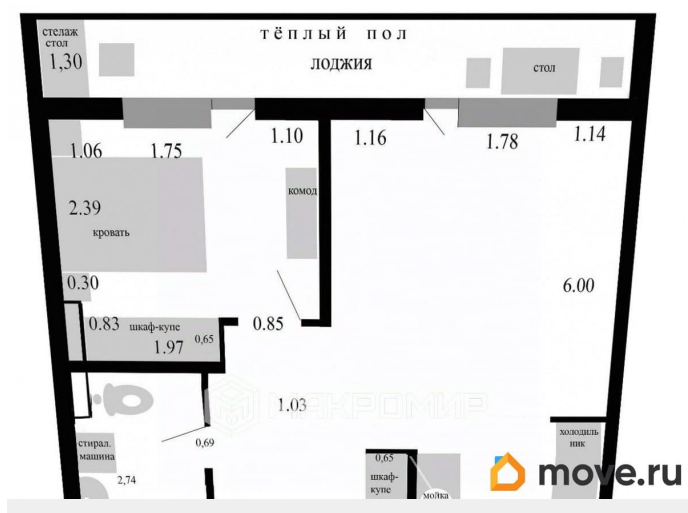 стелаж
стол
1,30
тёплый пол
лоджия
стол
1.06
1.75
1.10
1.16
1.78
1.14
2.39
кровать
комод
0.30
6.00
0.83
шкаф-купе
0,65
1.97
0.85
МАКРОМИР
1.03
стирал.
машина
0,69
2,74
холодиль
ник
0,65
шкаф-
купе
мойка
move.ru